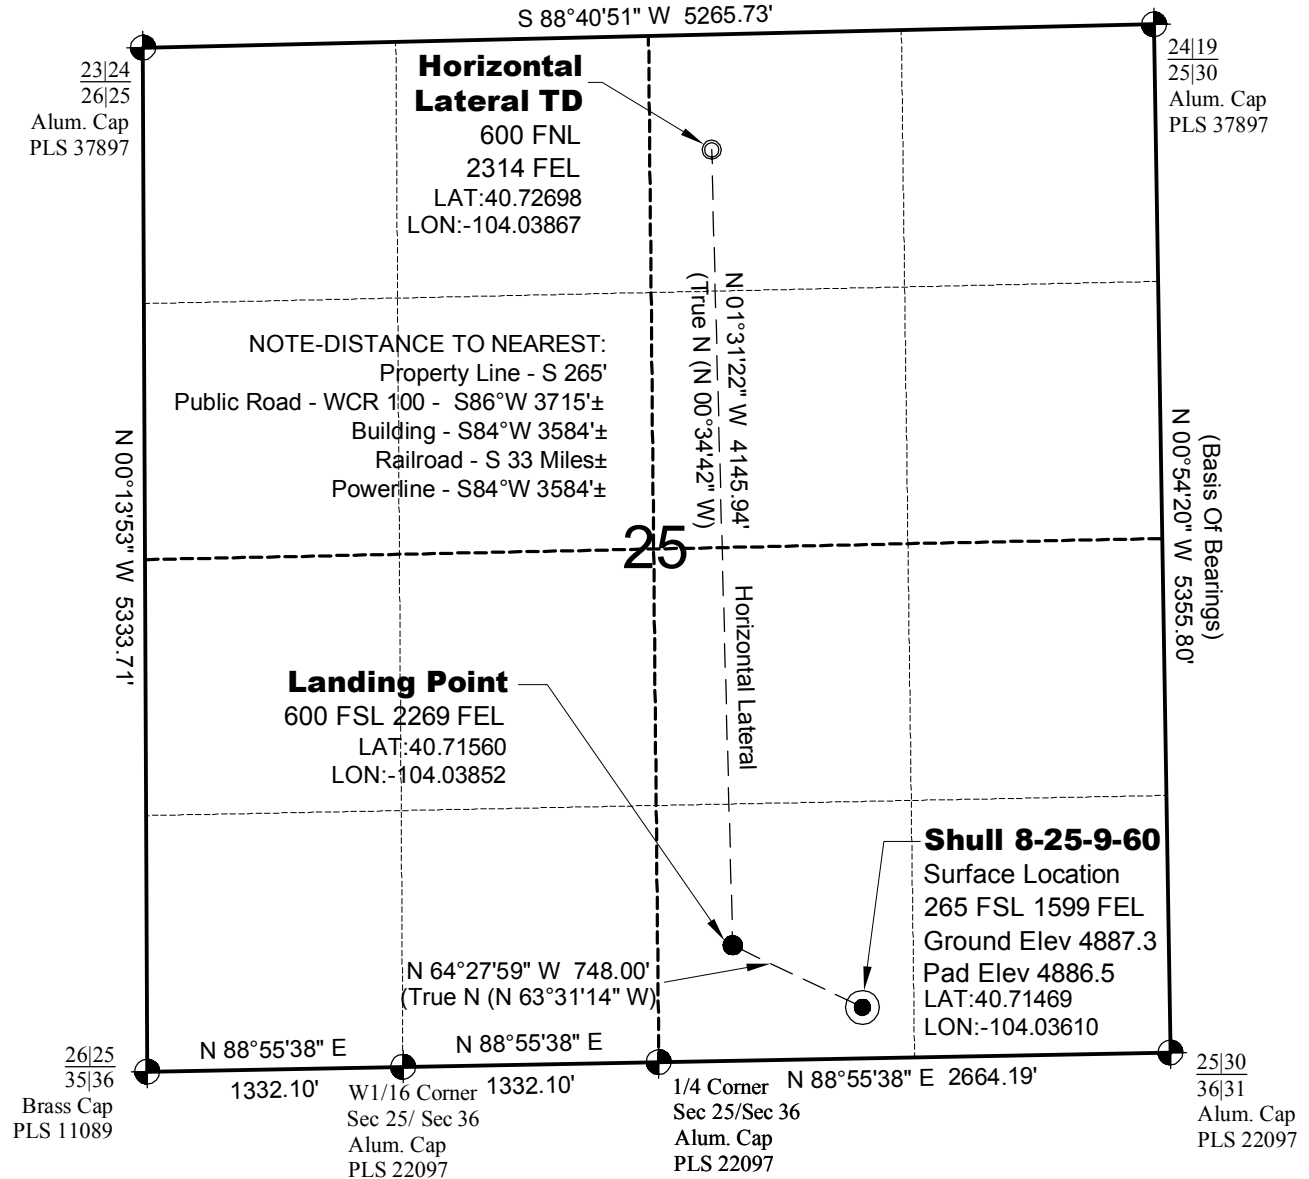 S 88°40'51" W 5265.73'
23|24
26|25
Alum. Cap
PLS 37897
24|19
25|30
Alum. Cap
PLS 37897
Horizontal
Lateral TD
600 FNL
2314 FEL
LAT:40.72698
LON:-104.03867
N 01°31'22" W 4145.94'
(True N (N 00°34'42" W)
NOTE-DISTANCE TO NEAREST:
Property Line - S 265'
Public Road - WCR 100 - S86°W 3715'±
Building - S84°W 3584'±
Railroad - S 33 Miles±
Powerline - S84°W 3584'±
N 00°13'53" W 5333.71'
25
(Basis Of Bearings)
N 00°54'20" W 5355.80'
Horizontal Lateral
Landing Point
600 FSL 2269 FEL
LAT:40.71560
LON:-104.03852
Shull 8-25-9-60
Surface Location
265 FSL 1599 FEL
Ground Elev 4887.3
Pad Elev 4886.5
LAT:40.71469
LON:-104.03610
N 64°27'59" W 748.00'
(True N (N 63°31'14" W)
26|25
35|36
Brass Cap
PLS 11089
N 88°55'38" E
1332.10'
W1/16 Corner
Sec 25/ Sec 36
Alum. Cap
PLS 22097
N 88°55'38" E
1332.10'
1/4 Corner
Sec 25/Sec 36
Alum. Cap
PLS 22097
N 88°55'38" E 2664.19'
25|30
36|31
Alum. Cap
PLS 22097